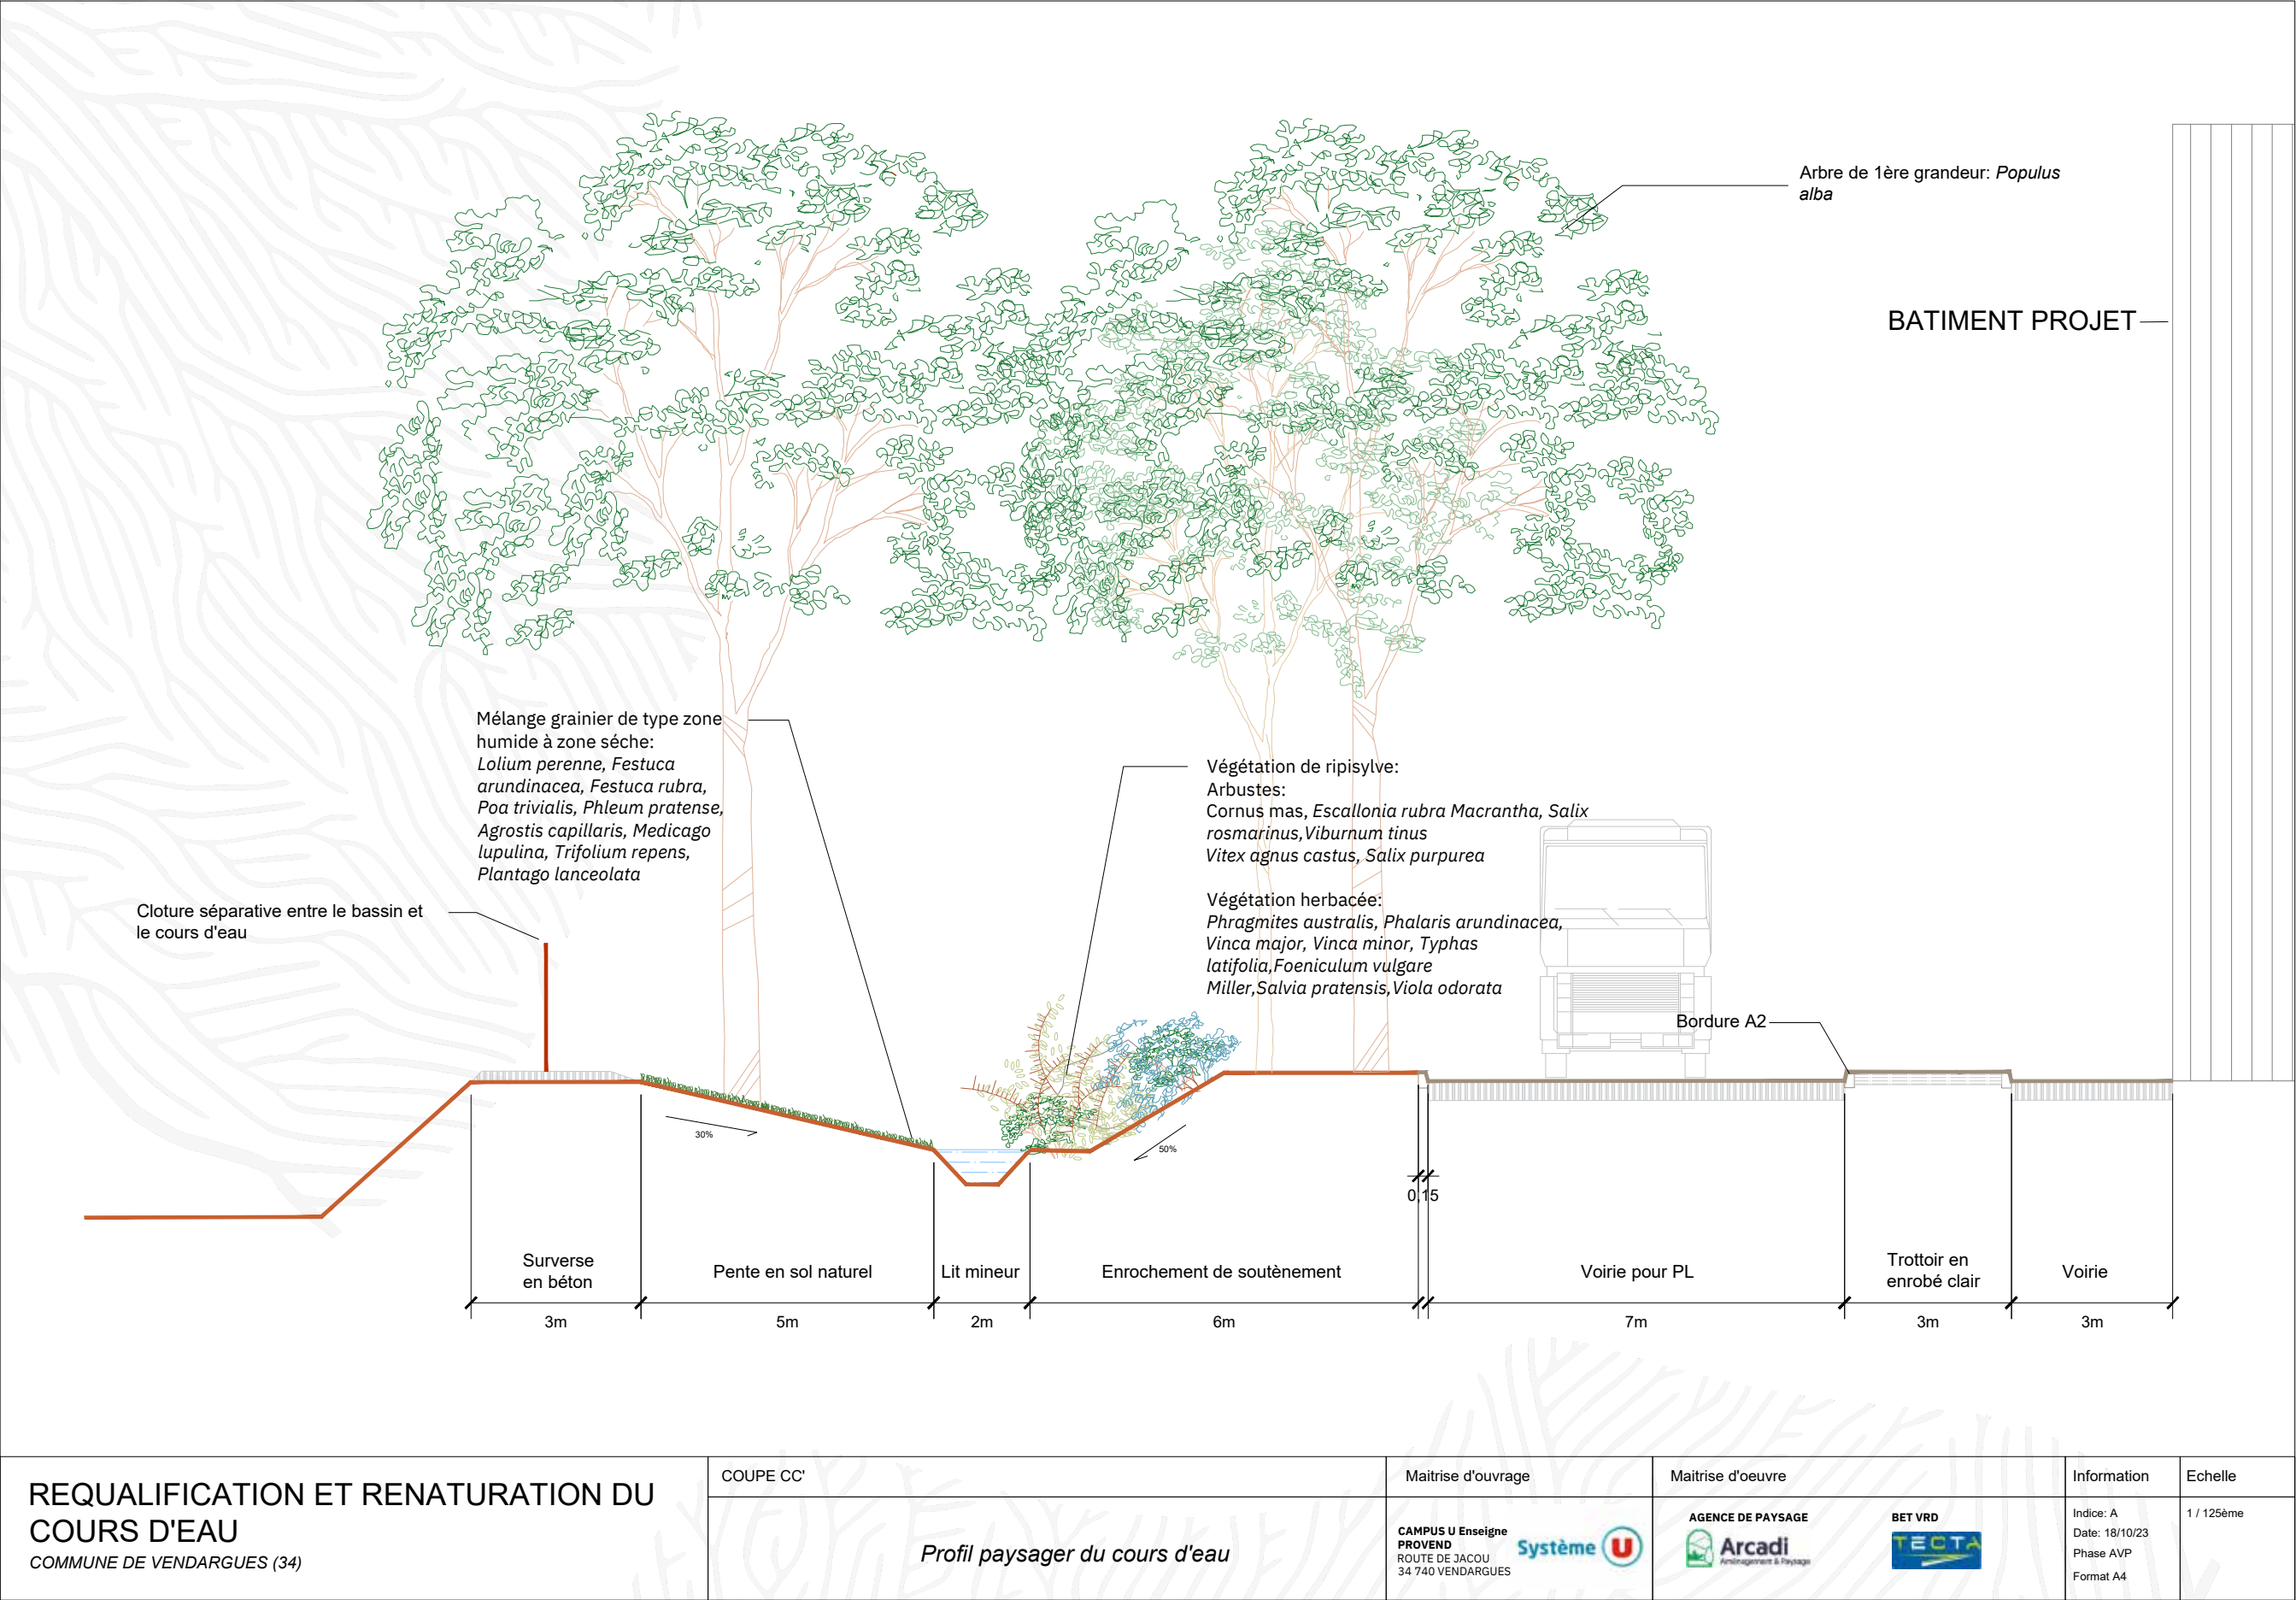 Arbre de 1ère grandeur: Populus
alba
BATIMENT PROJET
Mélange grainier de type zone
humide à zone séche:
Lolium perenne, Festuca
arundinacea, Festuca rubra,
Poa trivialis, Phleum pratense,
Agrostis capillaris, Medicago
lupulina, Trifolium repens,
Plantago lanceolata
Végétation de ripisylve:
Arbustes:
Cornus mas, Escallonia rubra Macrantha, Salix
rosmarinus,Viburnum tinus
Vitex agnus castus, Salix purpurea
Végétation herbacée:
Phragmites australis, Phalaris arundinacea,
Vinca major, Vinca minor, Typhas
latifolia,Foeniculum vulgare
Miller,Salvia pratensis,Viola odorata
Cloture séparative entre le bassin et
le cours d'eau
Bordure A2
30%
50%
0,15
Surverse
en béton
Pente en sol naturel
Lit mineur
Enrochement de soutènement
Voirie pour PL
Trottoir en
enrobé clair
Voirie
3m
5m
2m
6m
7m
3m
3m
REQUALIFICATION ET RENATURATION DU
COURS D'EAU
COMMUNE DE VENDARGUES (34)
COUPE CC'
Profil paysager du cours d'eau
Maitrise d'ouvrage
CAMPUS U Enseigne
PROVEND
ROUTE DE JACOU
34 740 VENDARGUES
Système U
Maitrise d'oeuvre
AGENCE DE PAYSAGE
Arcadi
Aménagement & Paysage
BET VRD
TECTA
Information
Indice: A
Date: 18/10/23
Phase AVP
Format A4
Echelle
1 / 125ème